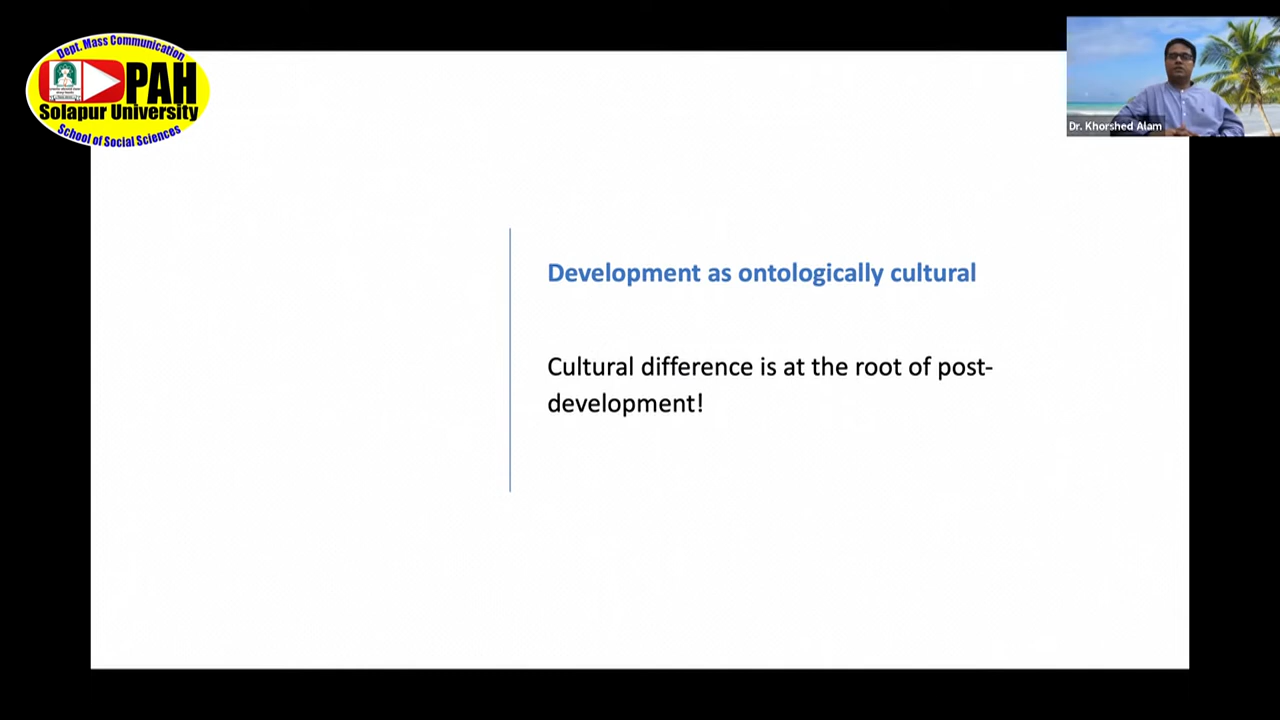 Dept. Mass Communication
PAH
Solapur University
School of Social Sciences
Dr. Khorshed Alam
Development as ontologically cultural
Cultural difference is at the root of post-
development!